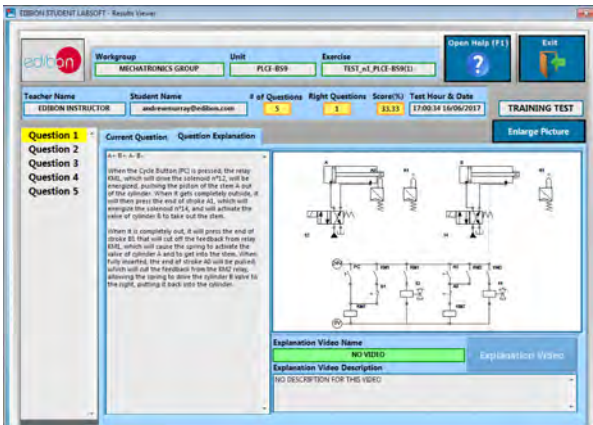 EDIBON STUDENT LABSOFT - Results Viewer
edibon
Workgroup
MECHATRONICS GROUP
Unit
PLCE-BS9
Exercise
TEST_n1_PLCE-BS9(1)
Open Help (F1)
?
Exit
Teacher Name
EDIBON INSTRUCTOR
Student Name
andrewmurray@edibon.com
# of Questions
5
Right Questions
1
Score(%)
33.33
Test Hour & Date
17:00:34 16/06/2017
TRAINING TEST
Question 1
Question 2
Question 3
Question 4
Question 5
Current Question
Question Explanation
Enlarge Picture
A+ B+ A- B-
When the Cycle Button (PC) is pressed, the relay
KM1, which will drive the solenoid nº12, will be
energized, pushing the piston of the stem A out
of the cylinder. When it gets completely outside, it
will then press the end of stroke A1, which will
energize the solenoid nº14, and will activate the
valve of cylinder B to take out the stem.
When it is completely out, it will press the end of
stroke B1 that will cut off the feedback from relay
KM1, which will cause the spring to activate the
valve of cylinder A and to get into the stem. When
fully inserted, the end of stroke A0 will be pulled,
which will cut the feedback from the KM2 relay,
allowing the spring to drive the cylinder B valve to
the right, putting it back into the cylinder.
A
B
PC
KM1
KM1
KM2
KM2
KM1
KM2
Explanation Video Name
NO VIDEO
Explanation Video
Explanation Video Description
NO DESCRIPTION FOR THIS VIDEO